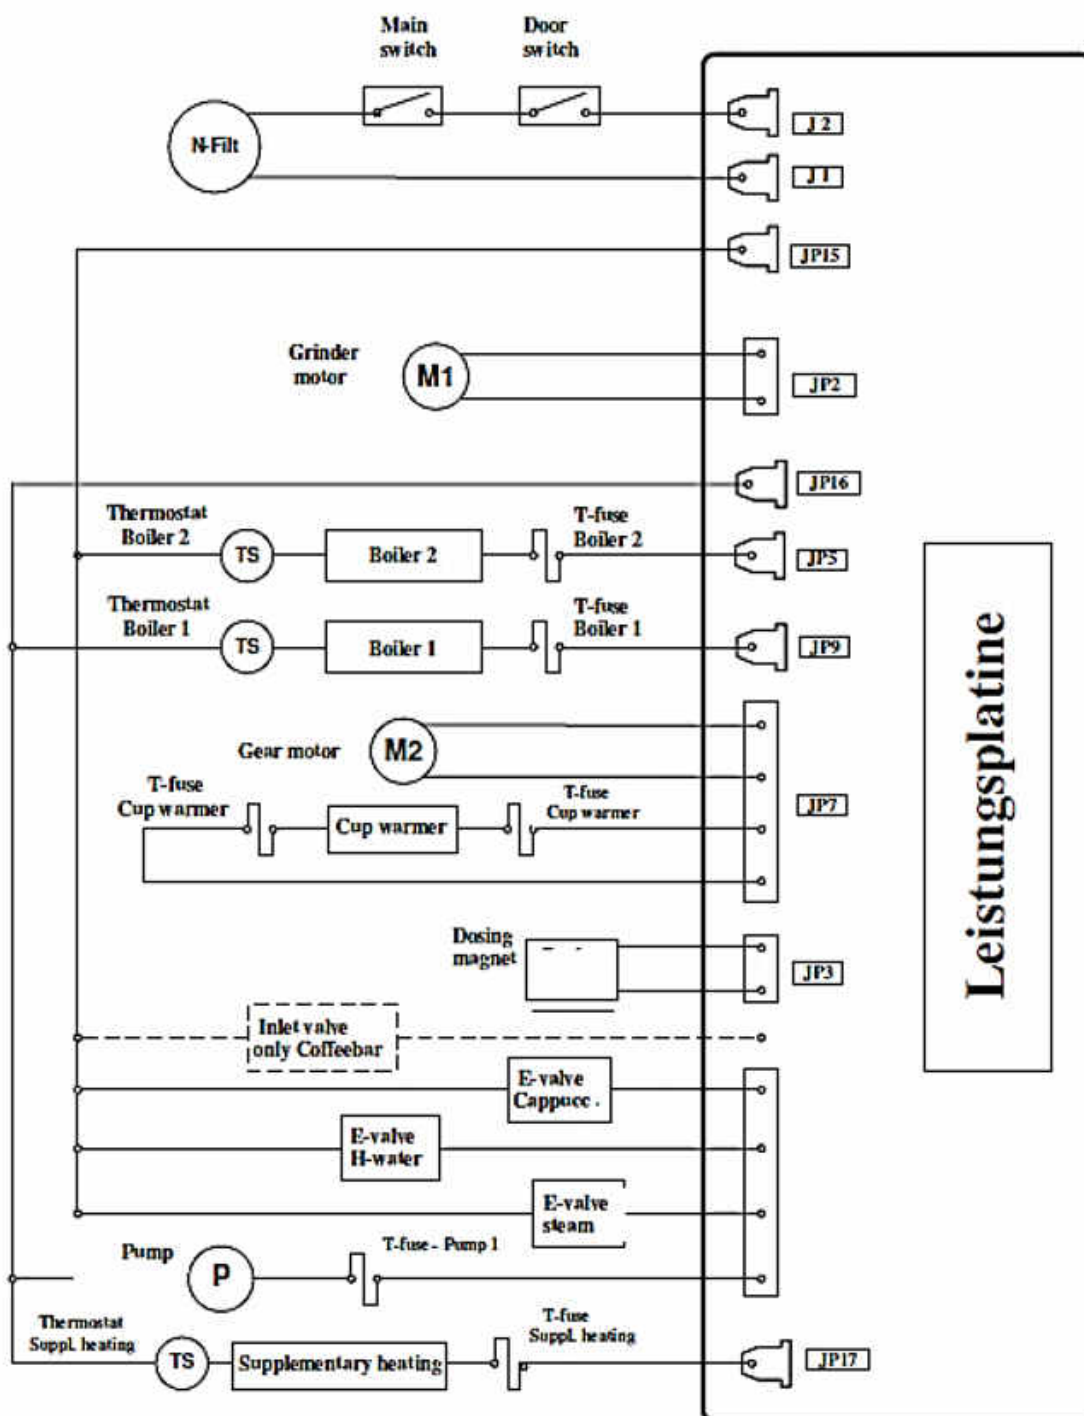 Main
switch
Door
switch
N-Filt
J 2
J 1
JP15
Grinder
motor
M1
JP2
JP16
Thermostat
Boiler 2
TS
Boiler 2
T-fuse
Boiler 2
JP5
Thermostat
Boiler 1
TS
Boiler 1
T-fuse
Boiler 1
JP9
Gear motor
M2
T-fuse
Cup warmer
Cup warmer
T-fuse
Cup warmer
JP7
Dosing
magnet
JP3
Inlet valve
only Coffeebar
E-valve
Cappucc .
E-valve
H-water
E-valve
steam
Pump
P
T-fuse - Pump 1
Thermostat
Suppl. heating
TS
Supplementary heating
T-fuse
Suppl. heating
JP17
Leistungsplatine